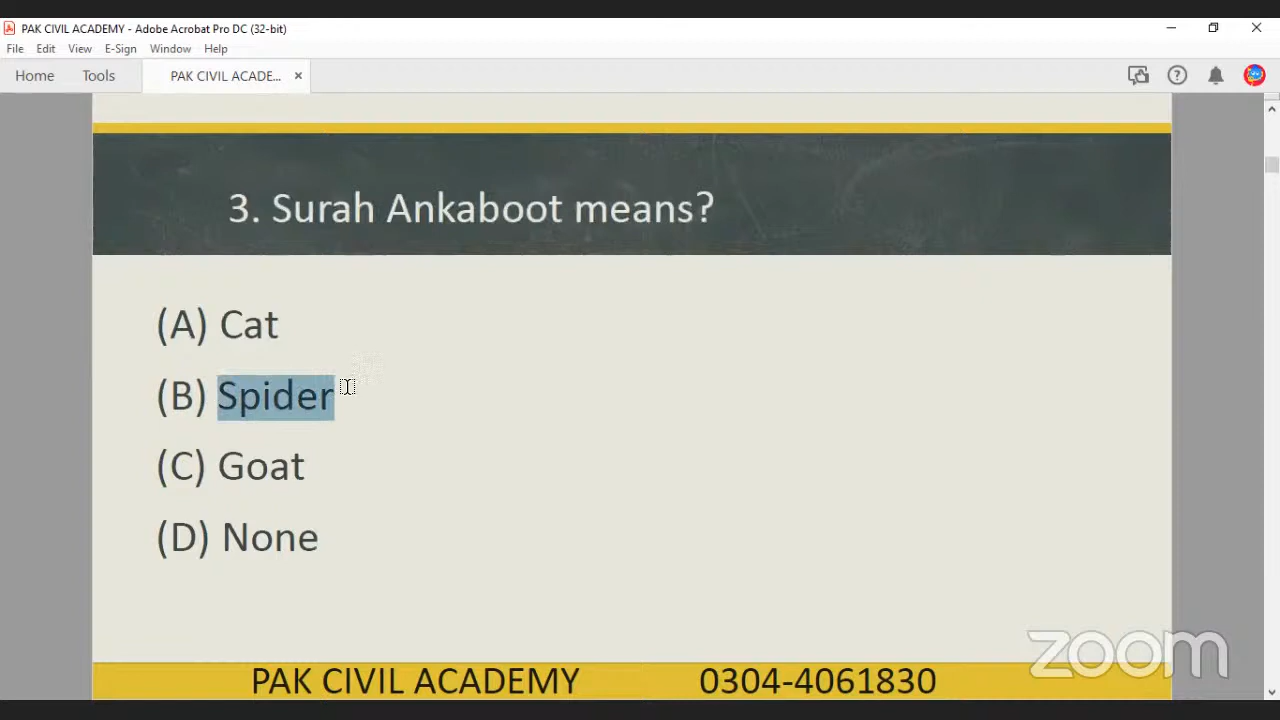 PAK CIVIL ACADEMY - Adobe Acrobat Pro DC (32-bit)
File Edit View E-Sign Window Help
Home Tools PAK CIVIL ACADE...
3. Surah Ankaboot means?
(A) Cat
(B) Spider
(C) Goat
(D) None
zoom
PAK CIVIL ACADEMY 0304-4061830